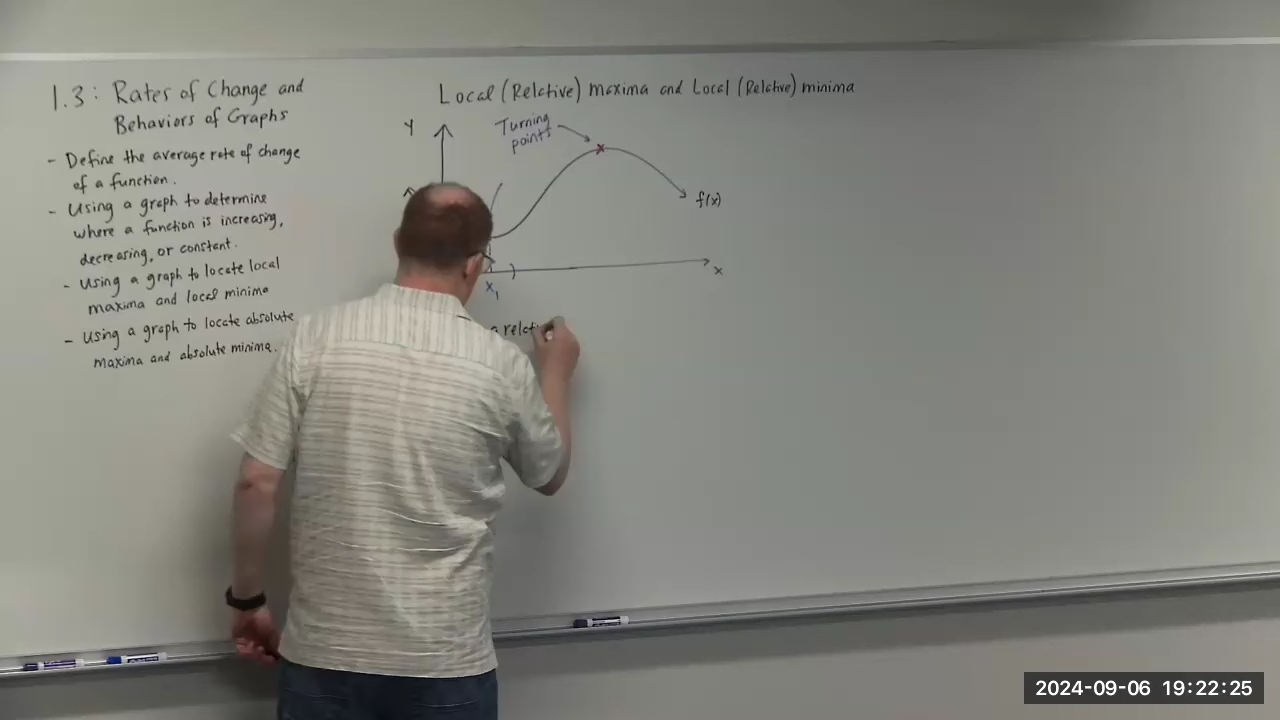 1.3: Rates of Change and
Behaviors of Graphs
- Define the average rate of change
of a function.
- Using a graph to determine
where a function is increasing,
decreasing, or constant.
- Using a graph to locate local
maxima and local minima
- Using a graph to locate absolute
maxima and absolute minima.
Local (Relative) maxima and Local (Relative) minima
y
Turning
points
f(x)
x
x₁
a relati
2024-09-06 19:22:25